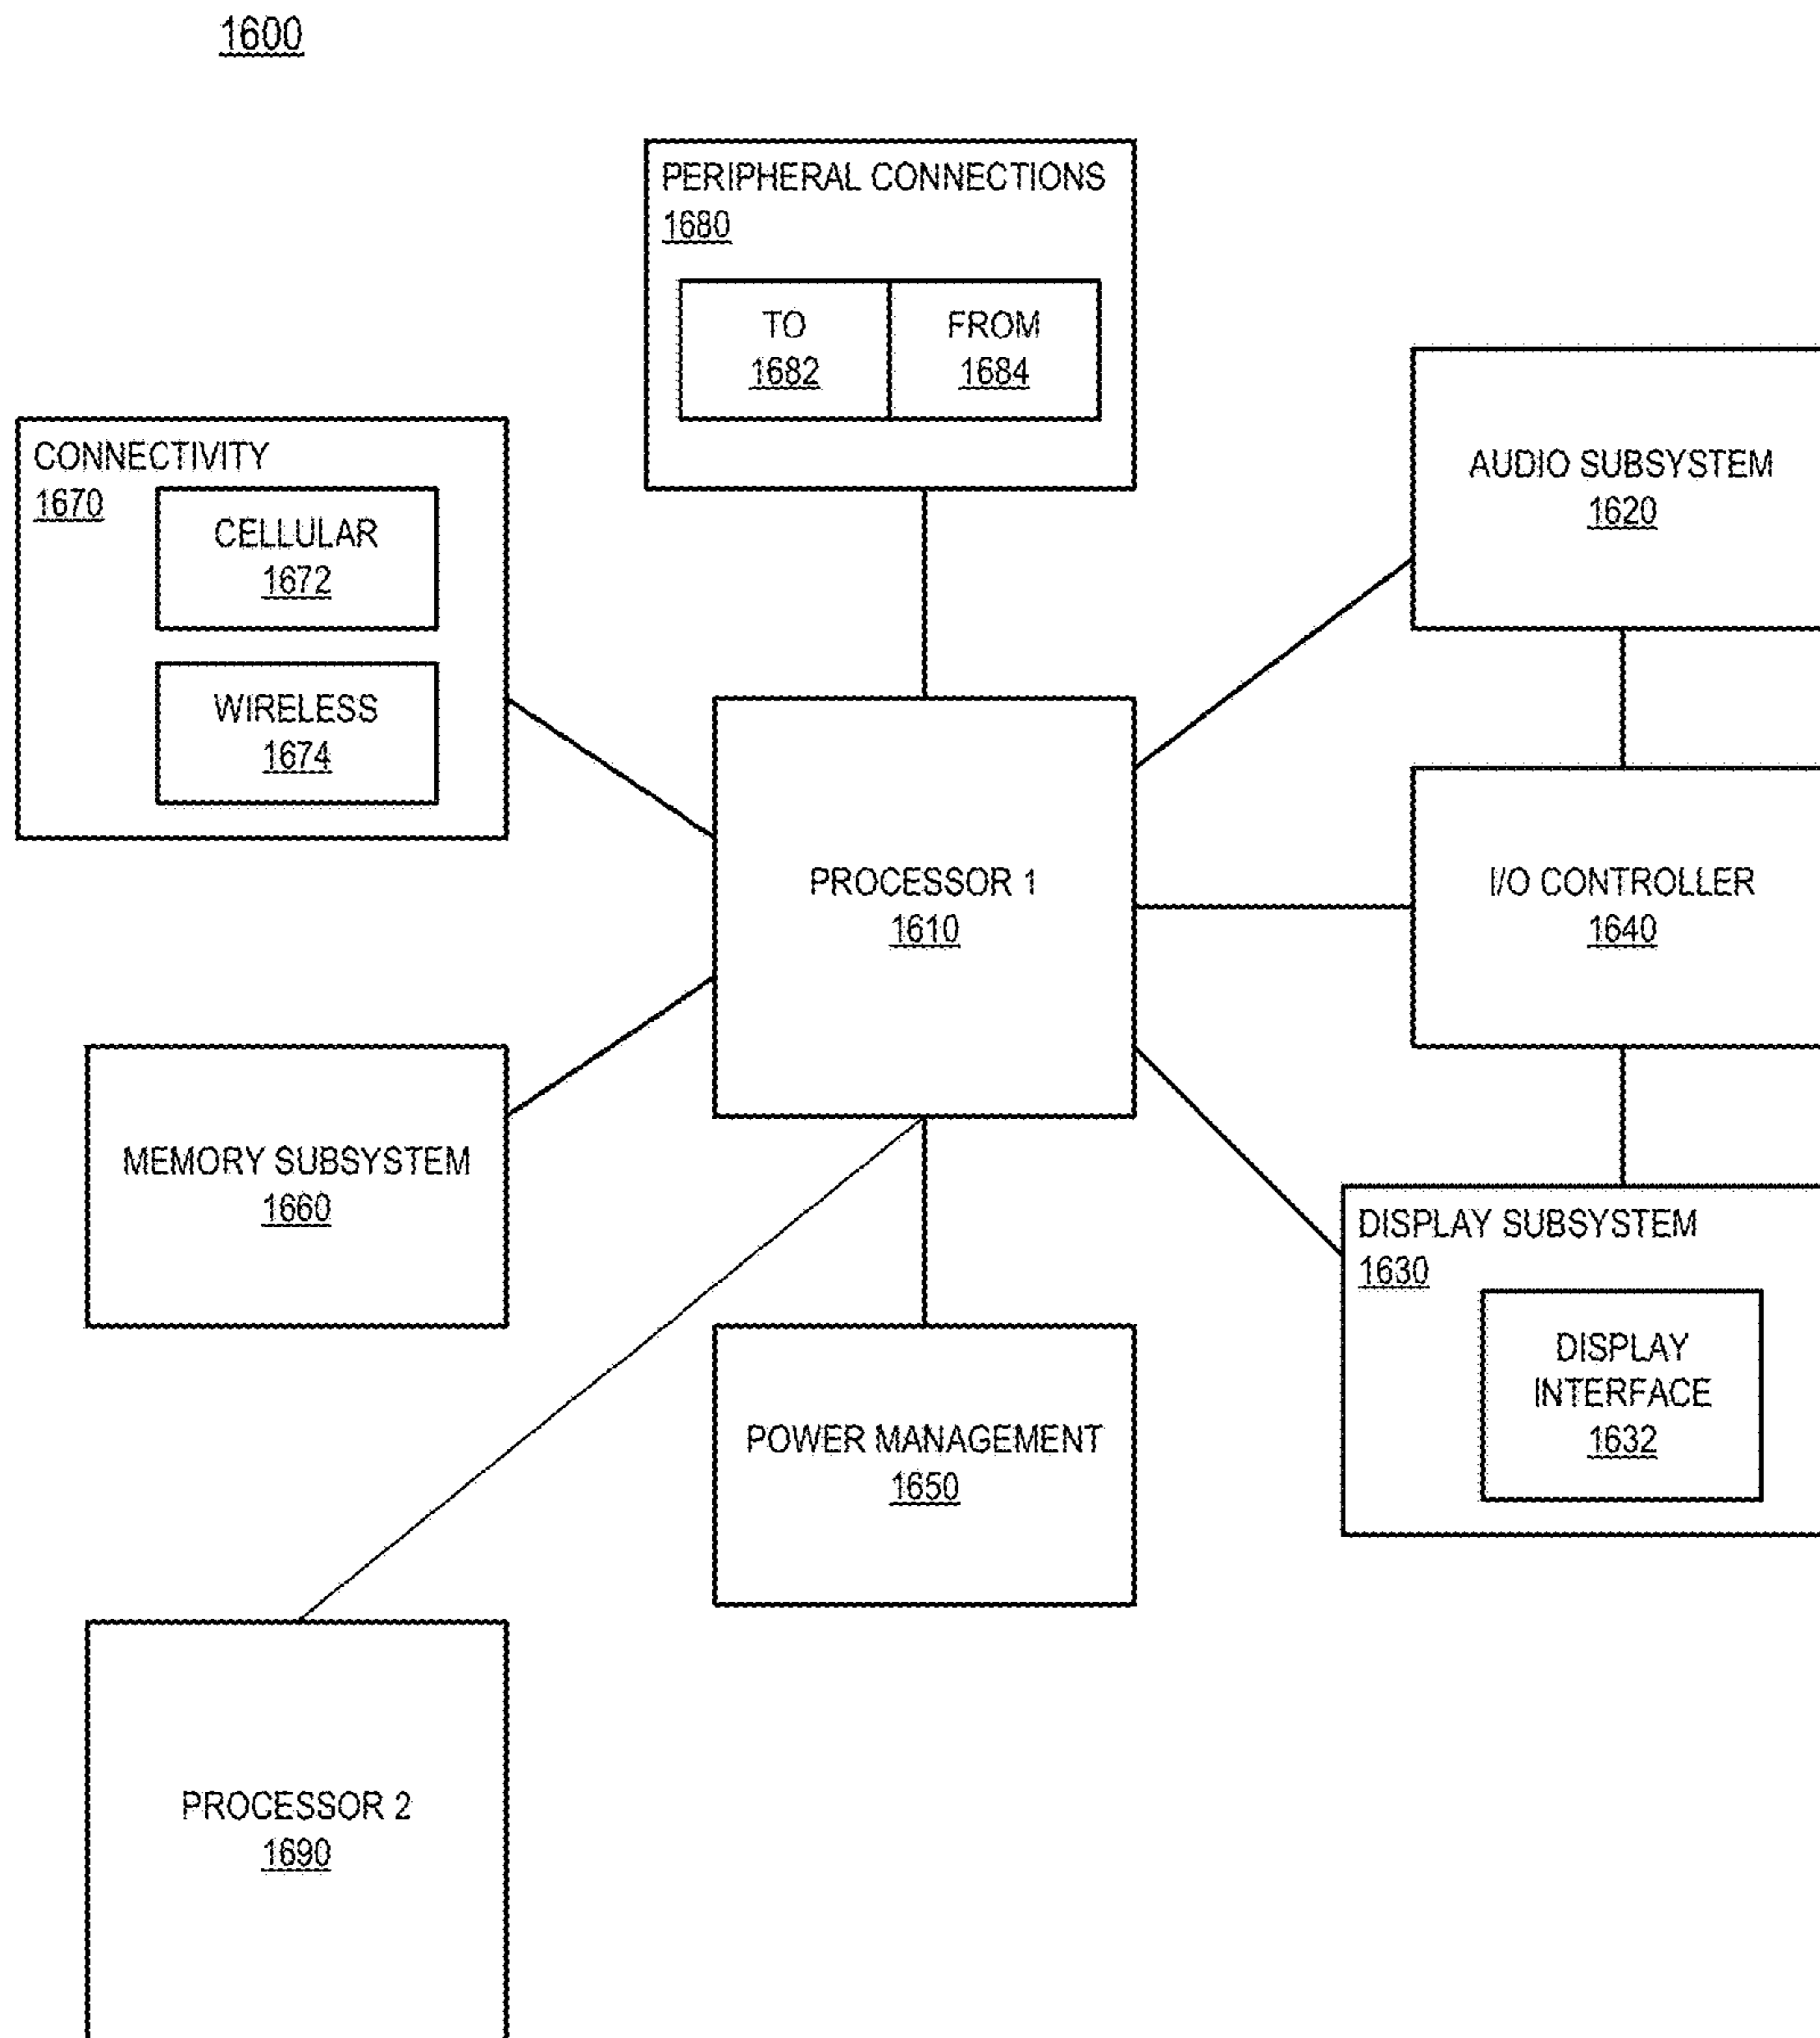 1600
PERIPHERAL CONNECTIONS
1680
TO
1682
FROM
1684
CONNECTIVITY
1670
CELLULAR
1672
WIRELESS
1674
AUDIO SUBSYSTEM
1620
PROCESSOR 1
1610
I/O CONTROLLER
1640
MEMORY SUBSYSTEM
1660
POWER MANAGEMENT
1650
DISPLAY SUBSYSTEM
1630
DISPLAY
INTERFACE
1632
PROCESSOR 2
1690